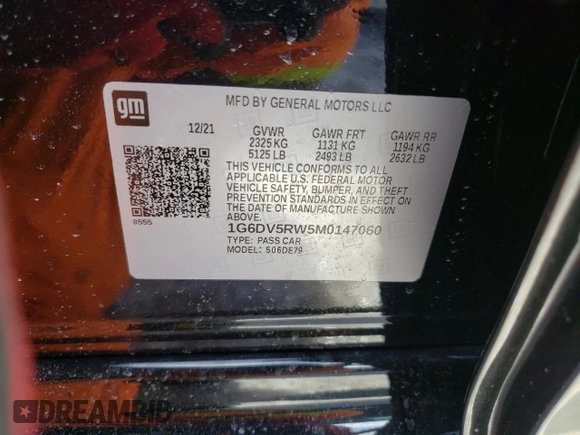 gm
MFD BY GENERAL MOTORS LLC
12/21 GVWR GAWR FRT GAWR RR
2325 KG 1131 KG 1194 KG
5125 LB 2493 LB 2632 LB
THIS VEHICLE CONFORMS TO ALL
APPLICABLE U.S. FEDERAL MOTOR
VEHICLE SAFETY, BUMPER, AND THEFT
PREVENTION STANDARDS IN EFFECT ON
THE DATE OF MANUFACTURE SHOWN
ABOVE.
8555
1G6DV5RW5M0147060
TYPE: PASS CAR
MODEL: 506DE79
DREAMBID